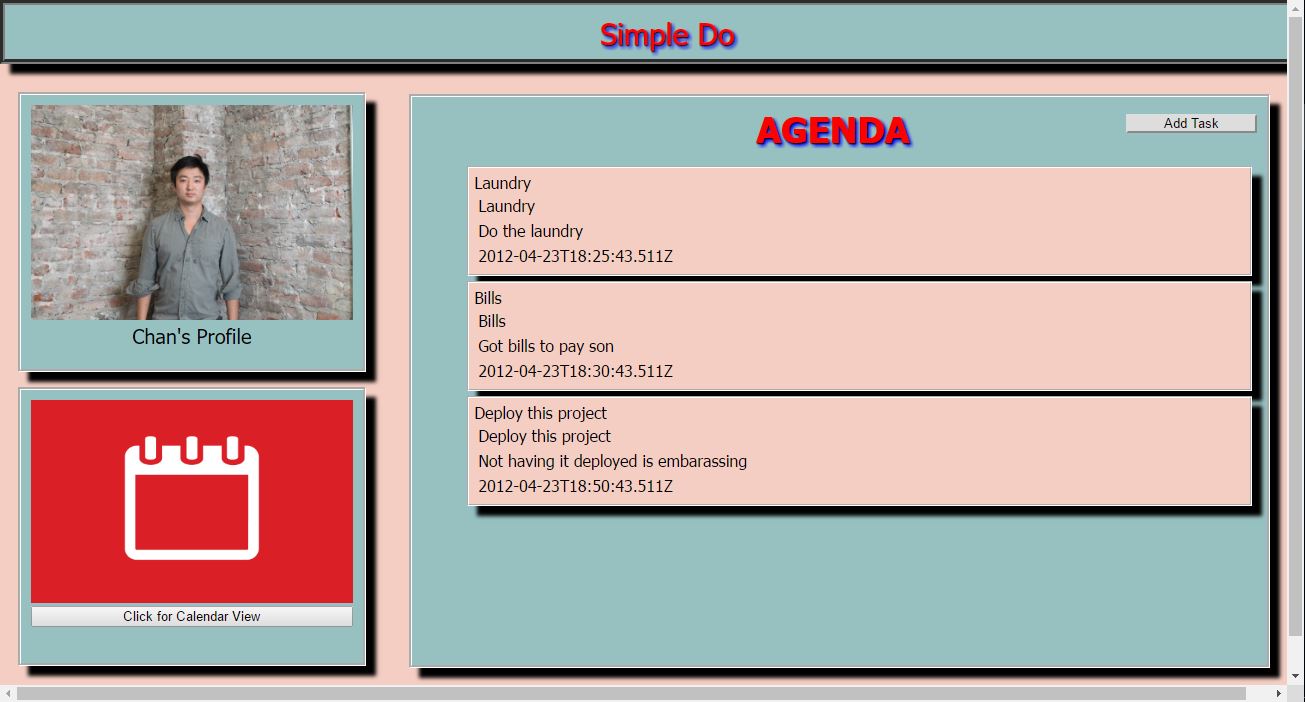 Simple Do
Chan's Profile
Click for Calendar View
AGENDA
Add Task
Laundry
Laundry
Do the laundry
2012-04-23T18:25:43.511Z
Bills
Bills
Got bills to pay son
2012-04-23T18:30:43.511Z
Deploy this project
Deploy this project
Not having it deployed is embarassing
2012-04-23T18:50:43.511Z